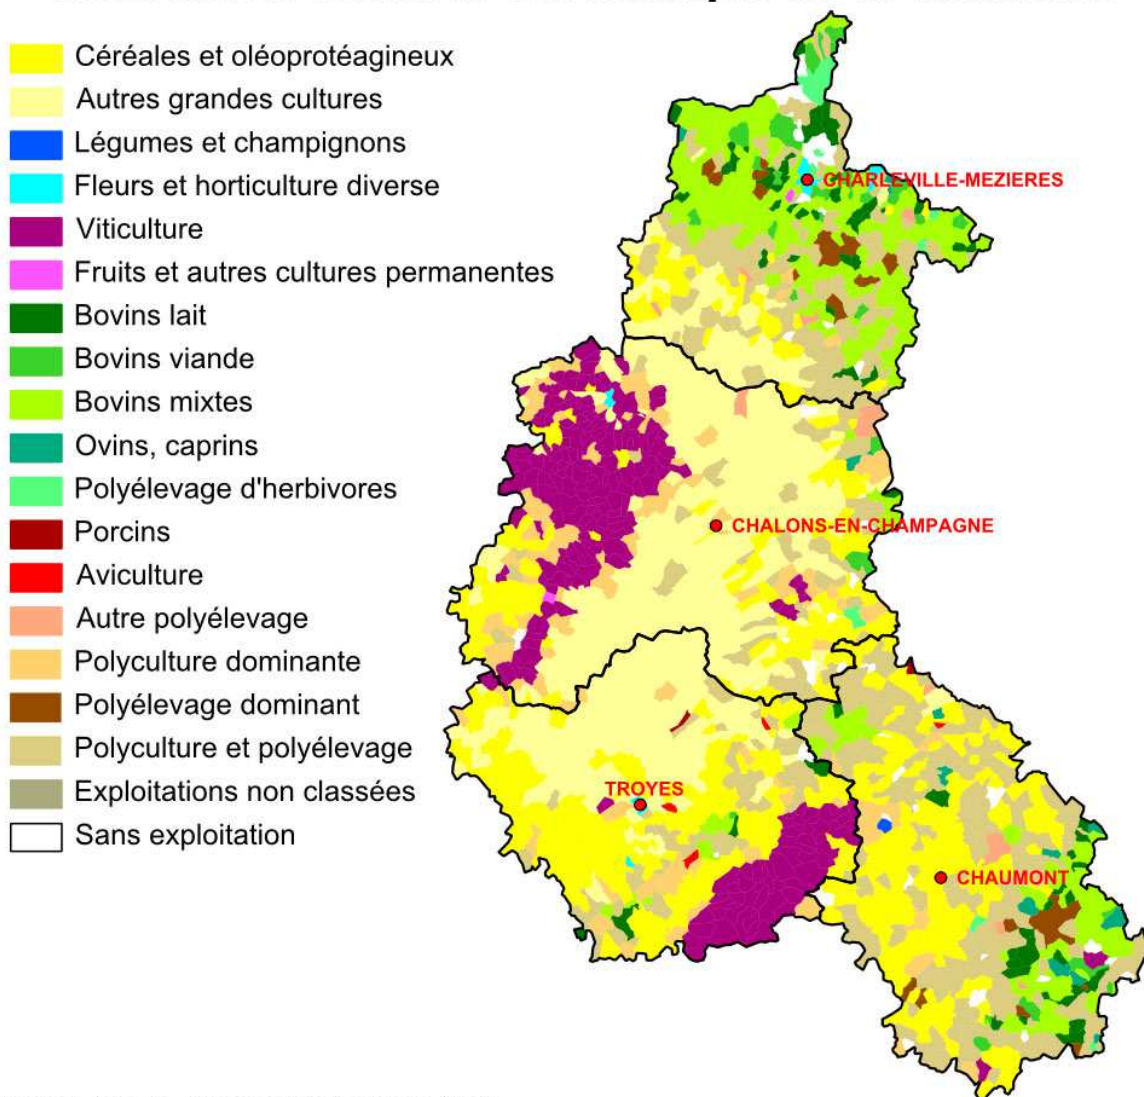 Céréales et oléoprotéagineux
Autres grandes cultures
Légumes et champignons
Fleurs et horticulture diverse
Viticulture
Fruits et autres cultures permanentes
Bovins lait
Bovins viande
Bovins mixtes
Ovins, caprins
Polyélevage d'herbivores
Porcins
Aviculture
Autre polyélevage
Polyculture dominante
Polyélevage dominant
Polyculture et polyélevage
Exploitations non classées
Sans exploitation
CHARLEVILLE-MEZIERES
CHALONS-EN-CHAMPAGNE
TROYES
CHAUMONT